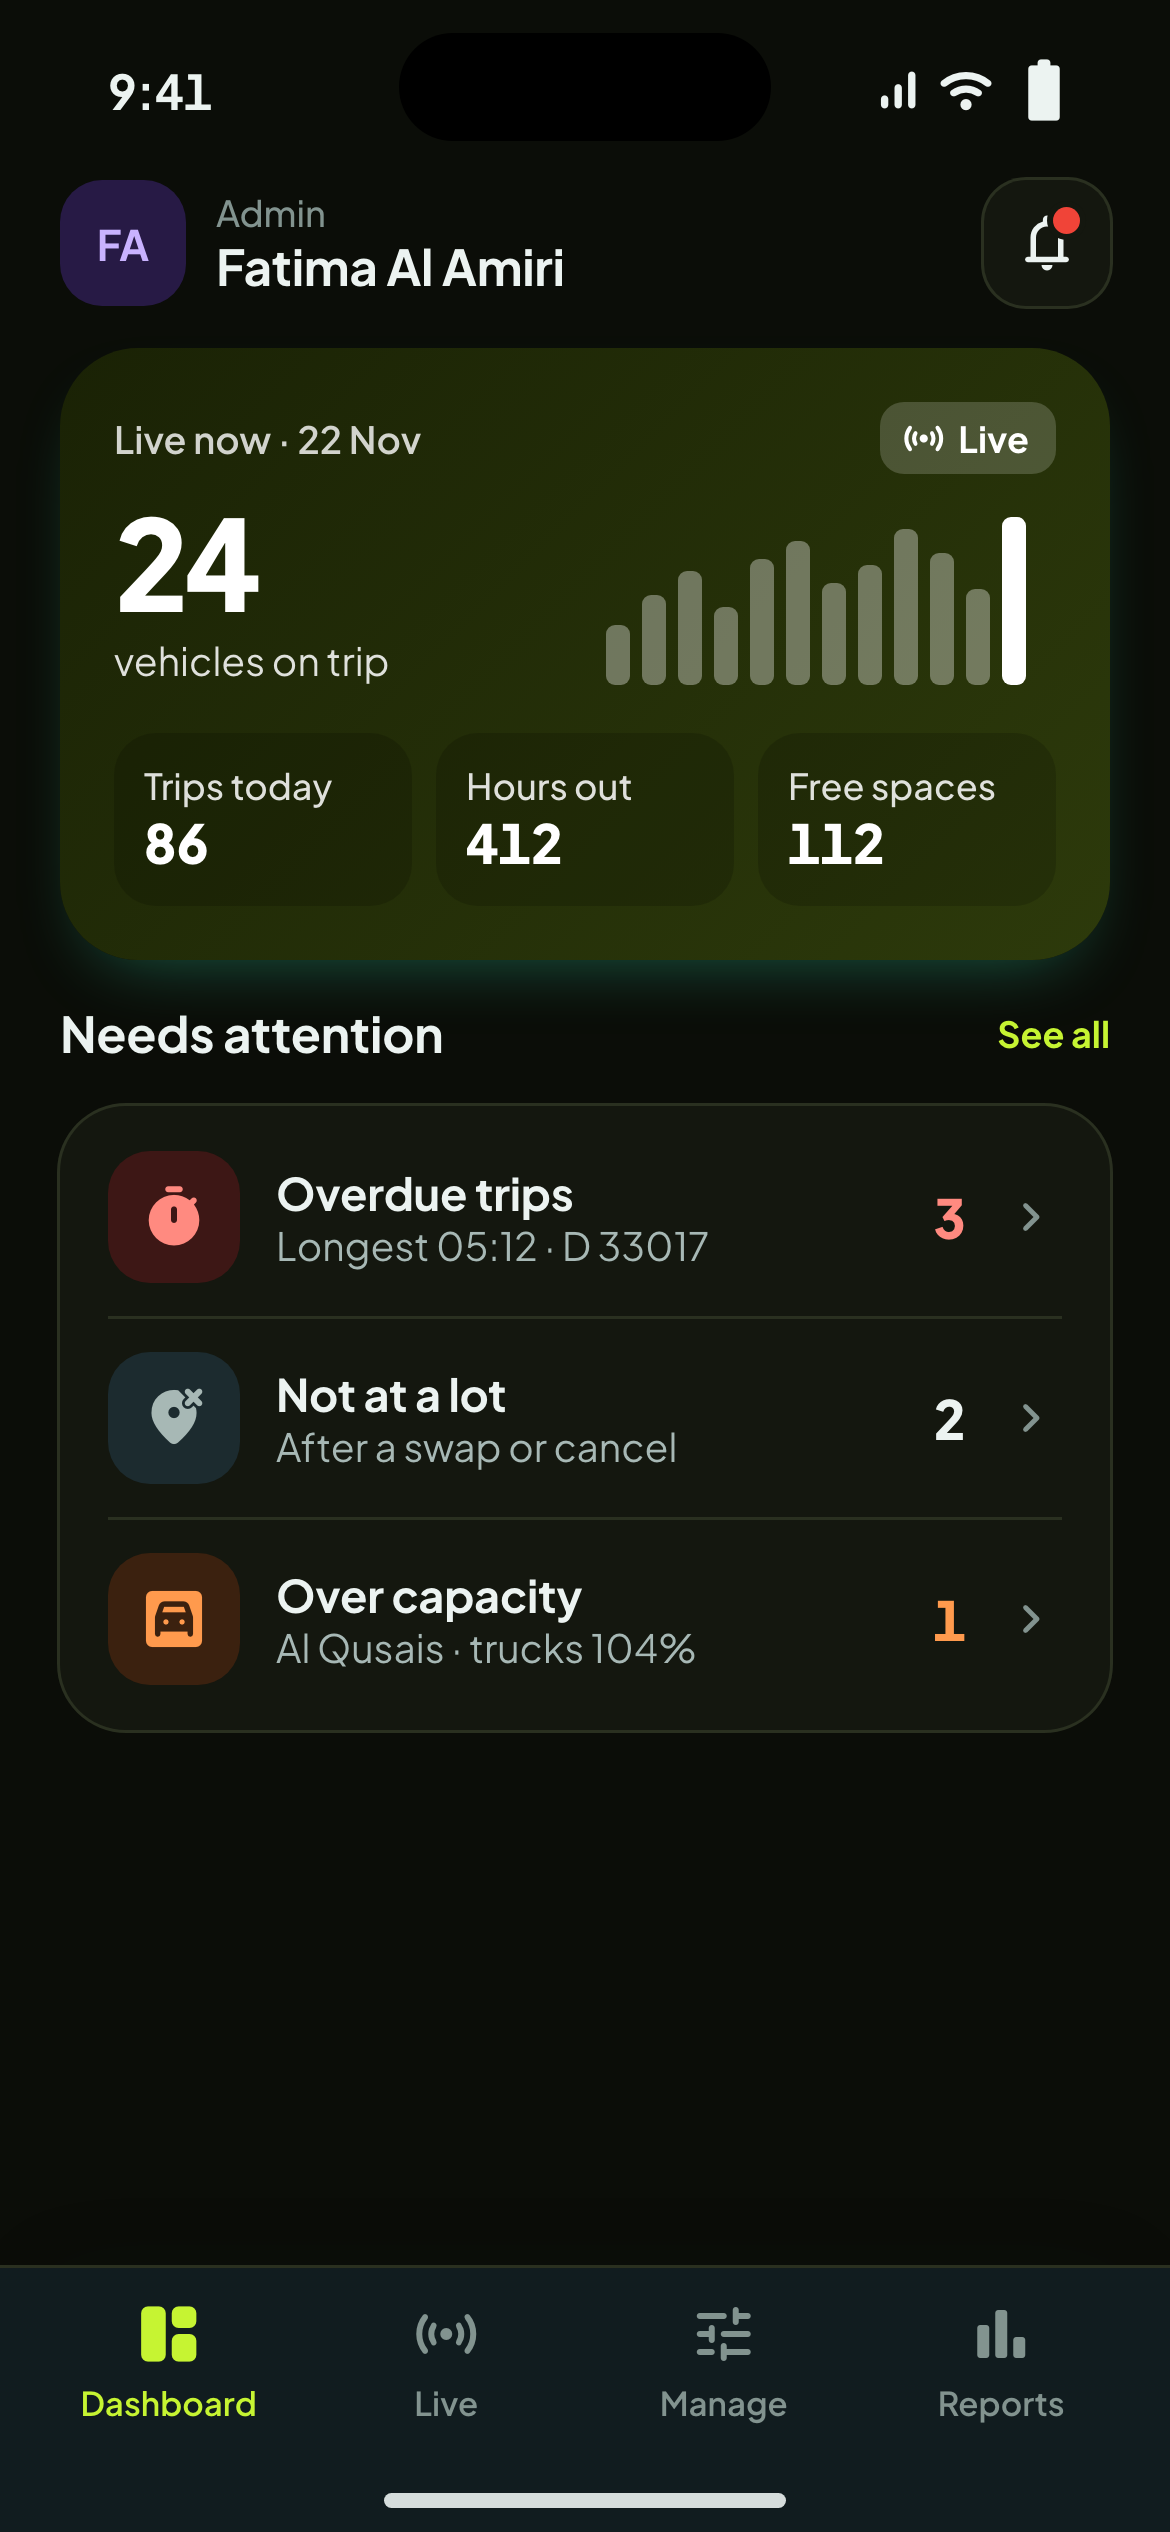 9:41
FA
Admin
Fatima Al Amiri
Live now · 22 Nov
Live
24
vehicles on trip
Trips today
86
Hours out
412
Free spaces
112
Needs attention
See all
Overdue trips
Longest 05:12 · D 33017
3
Not at a lot
After a swap or cancel
2
Over capacity
Al Qusais · trucks 104%
1
Dashboard
Live
Manage
Reports